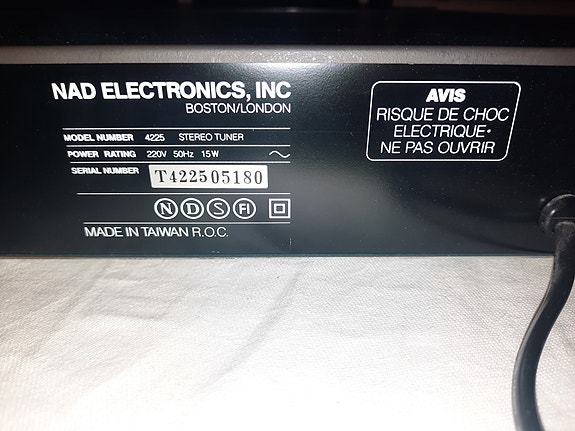 NAD ELECTRONICS, INC
BOSTON/LONDON
MODEL NUMBER 4225 STEREO TUNER
POWER RATING 220V 50Hz 15W ~
SERIAL NUMBER T422505180
N D S FI
MADE IN TAIWAN R.O.C.
AVIS
RISQUE DE CHOC
ELECTRIQUE•
NE PAS OUVRIR